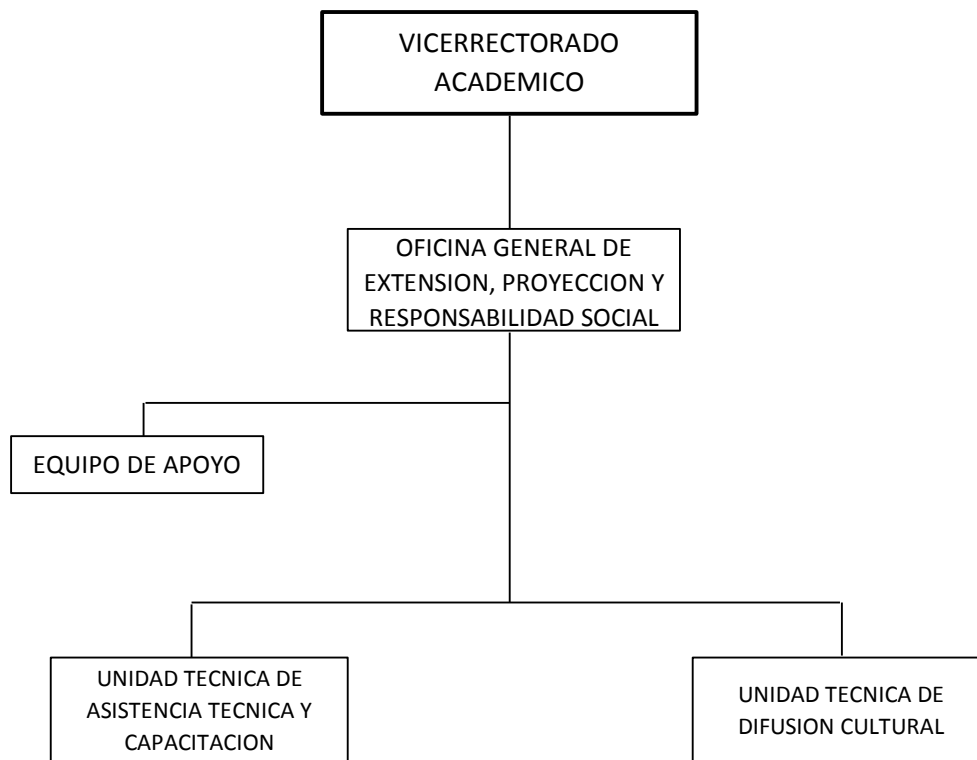 VICERRECTORADO
ACADEMICO
OFICINA GENERAL DE
EXTENSION, PROYECCION Y
RESPONSABILIDAD SOCIAL
EQUIPO DE APOYO
UNIDAD TECNICA DE
ASISTENCIA TECNICA Y
CAPACITACION
UNIDAD TECNICA DE
DIFUSION CULTURAL